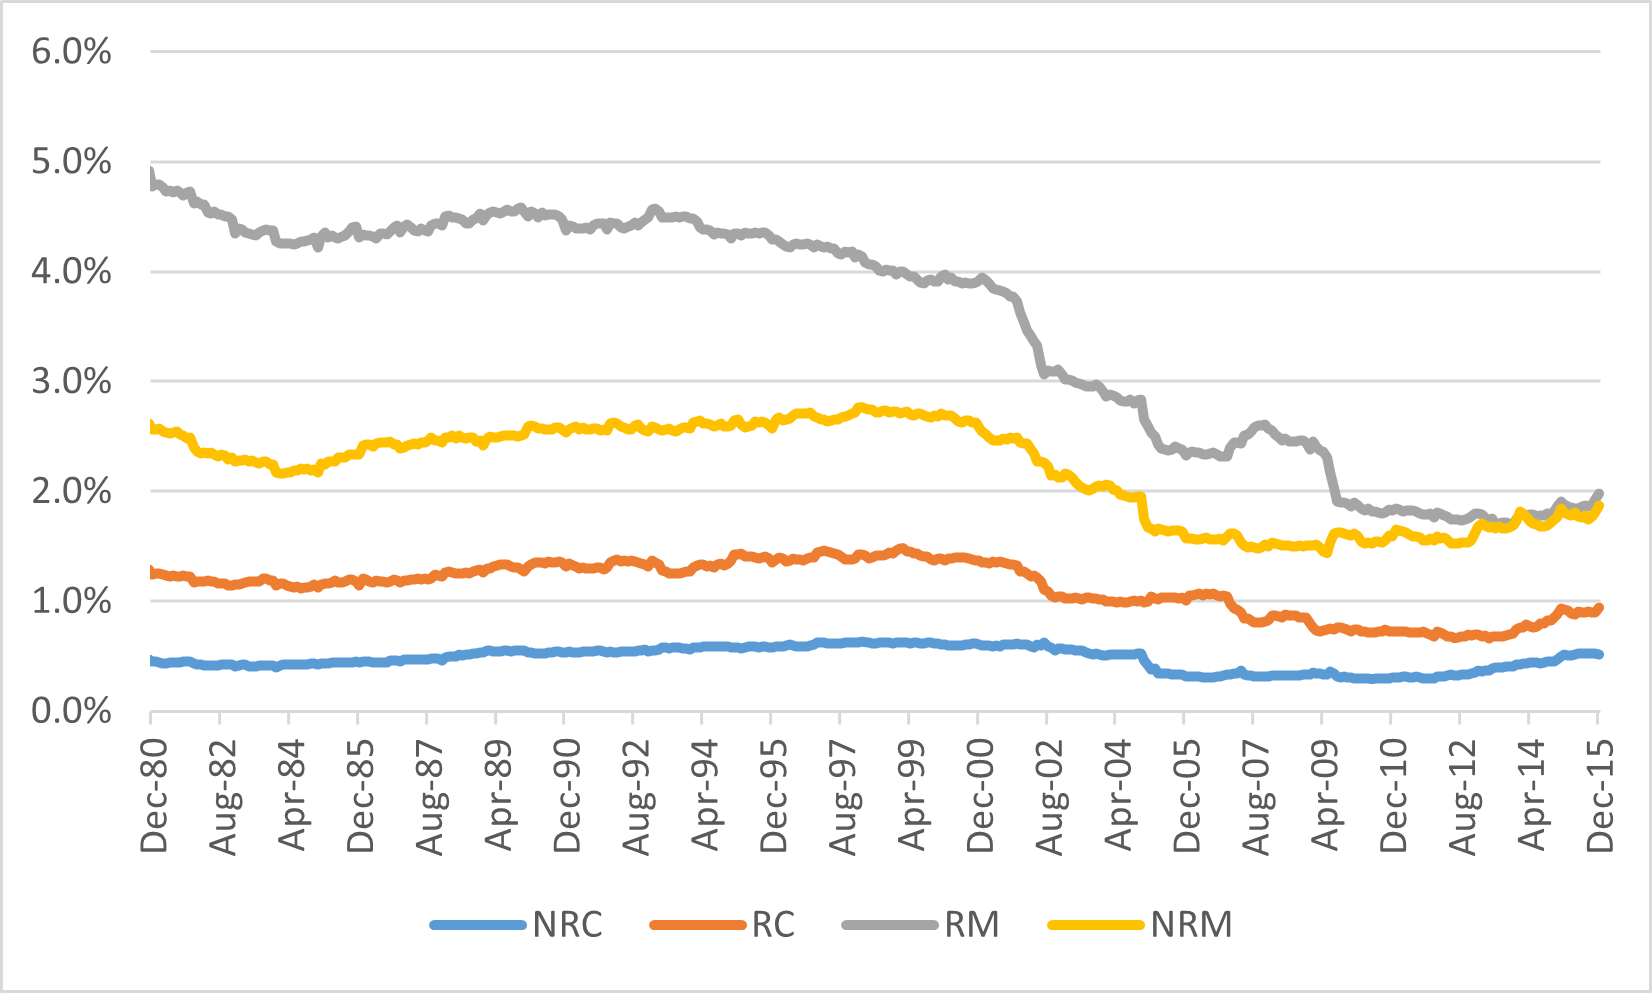 6.0%
5.0%
4.0%
3.0%
2.0%
1.0%
0.0%
Dec-80
Aug-82
Apr-84
Dec-85
Aug-87
Apr-89
Dec-90
Aug-92
Apr-94
Dec-95
Aug-97
Apr-99
Dec-00
Aug-02
Apr-04
Dec-05
Aug-07
Apr-09
Dec-10
Aug-12
Apr-14
Dec-15
NRC RC RM NRM